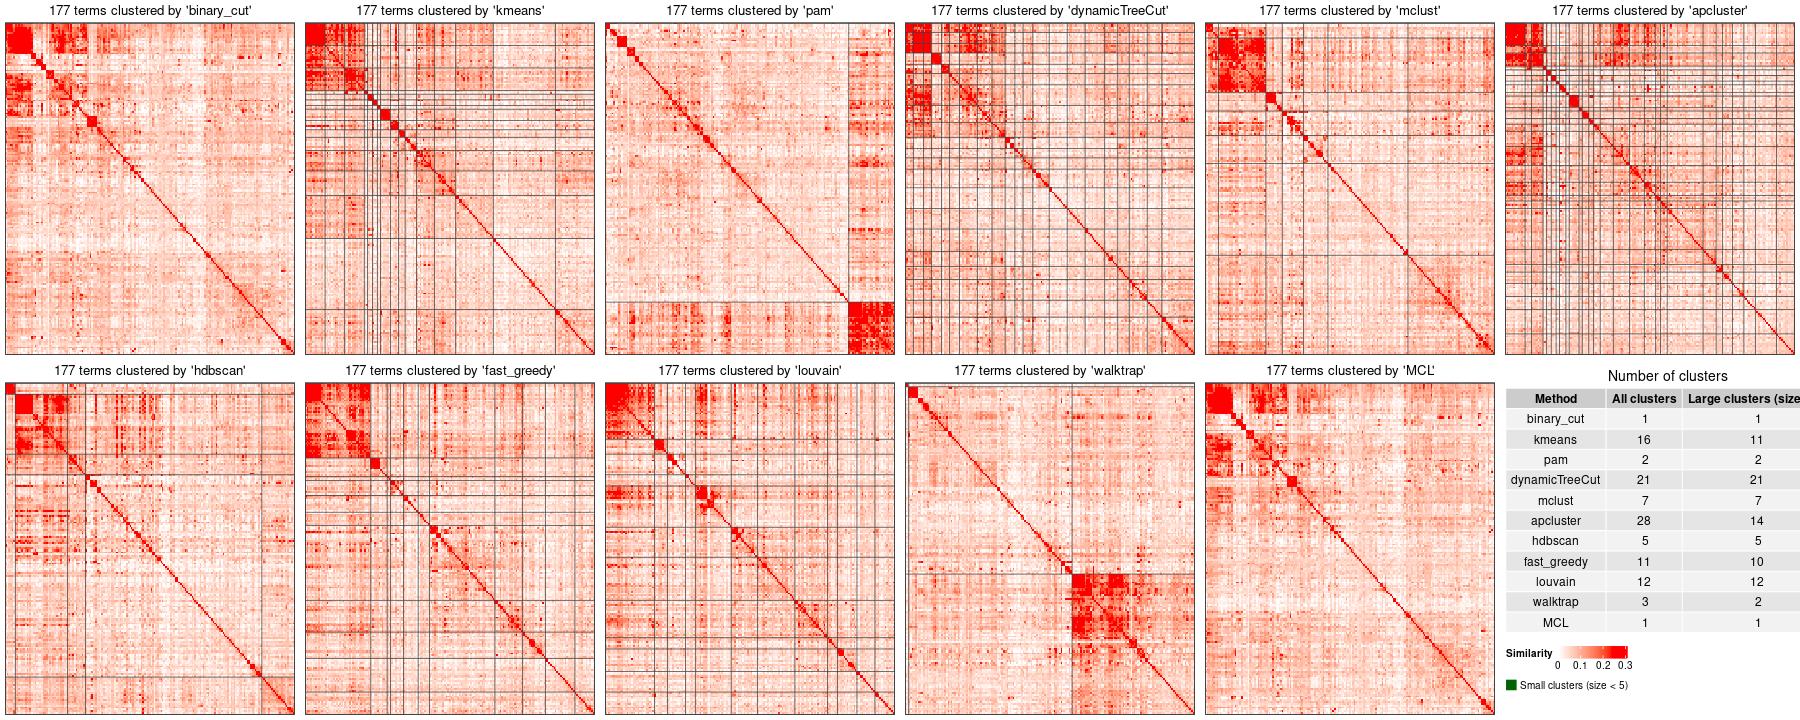 177 terms clustered by 'binary_cut'
177 terms clustered by 'kmeans'
177 terms clustered by 'pam'
177 terms clustered by 'dynamicTreeCut'
177 terms clustered by 'mclust'
177 terms clustered by 'apcluster'
177 terms clustered by 'hdbscan'
177 terms clustered by 'fast_greedy'
177 terms clustered by 'louvain'
177 terms clustered by 'walktrap'
177 terms clustered by 'MCL'
Number of clusters
Method All clusters Large clusters (size
binary_cut 1 1
kmeans 16 11
pam 2 2
dynamicTreeCut 21 21
mclust 7 7
apcluster 28 14
hdbscan 5 5
fast_greedy 11 10
louvain 12 12
walktrap 3 2
MCL 1 1
Similarity
0 0.1 0.2 0.3
Small clusters (size < 5)